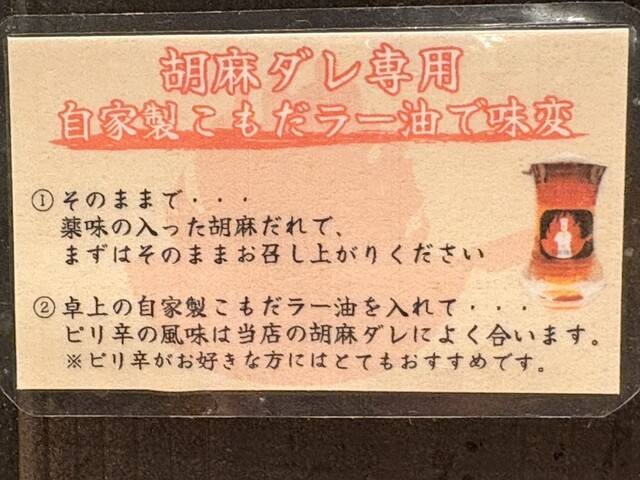 胡麻ダレ専用
自家製こもだラー油で味変
①そのままで・・・
薬味の入った胡麻だれで、
まずはそのままお召し上がりください
②卓上の自家製こもだラー油を入れて・・・
ピリ辛の風味は当店の胡麻ダレによく合います。
※ピリ辛がお好きな方にはとてもおすすめです。